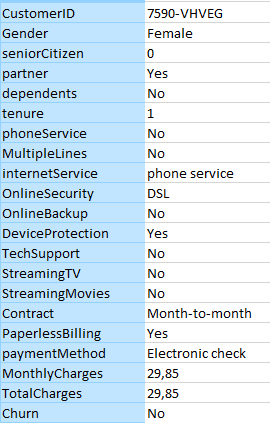 CustomerID 7590-VHVEG
Gender Female
seniorCitizen 0
partner Yes
dependents No
tenure 1
phoneService No
MultipleLines No
internetService phone service
OnlineSecurity DSL
OnlineBackup No
DeviceProtection Yes
TechSupport No
StreamingTV No
StreamingMovies No
Contract Month-to-month
PaperlessBilling Yes
paymentMethod Electronic check
MonthlyCharges 29,85
TotalCharges 29,85
Churn No